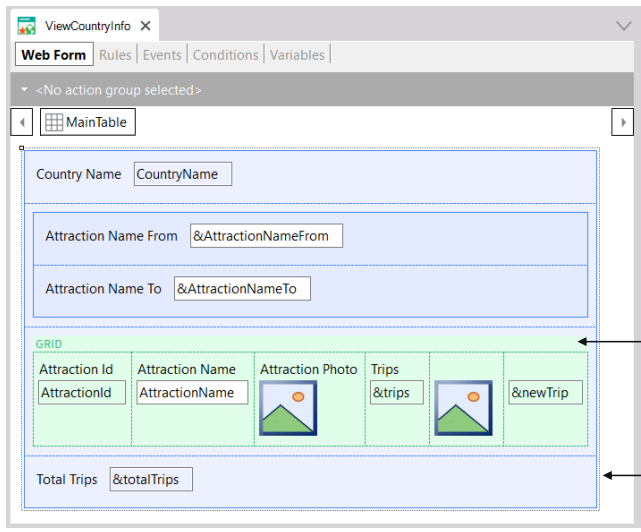 ViewCountryInfo
Web Form Rules Events Conditions Variables
<No action group selected>
MainTable
Country Name CountryName
Attraction Name From &AttractionNameFrom
Attraction Name To &AttractionNameTo
GRID
Attraction Id Attraction Name Attraction Photo Trips
AttractionId AttractionName &trips &newTrip
Total Trips &totalTrips